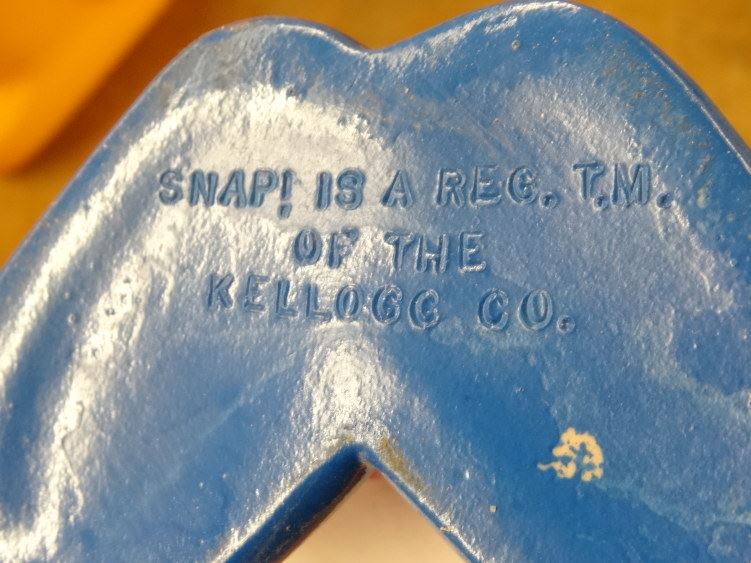 SNAP! IS A REG. T.M.
OF THE
KELLOGG CO.